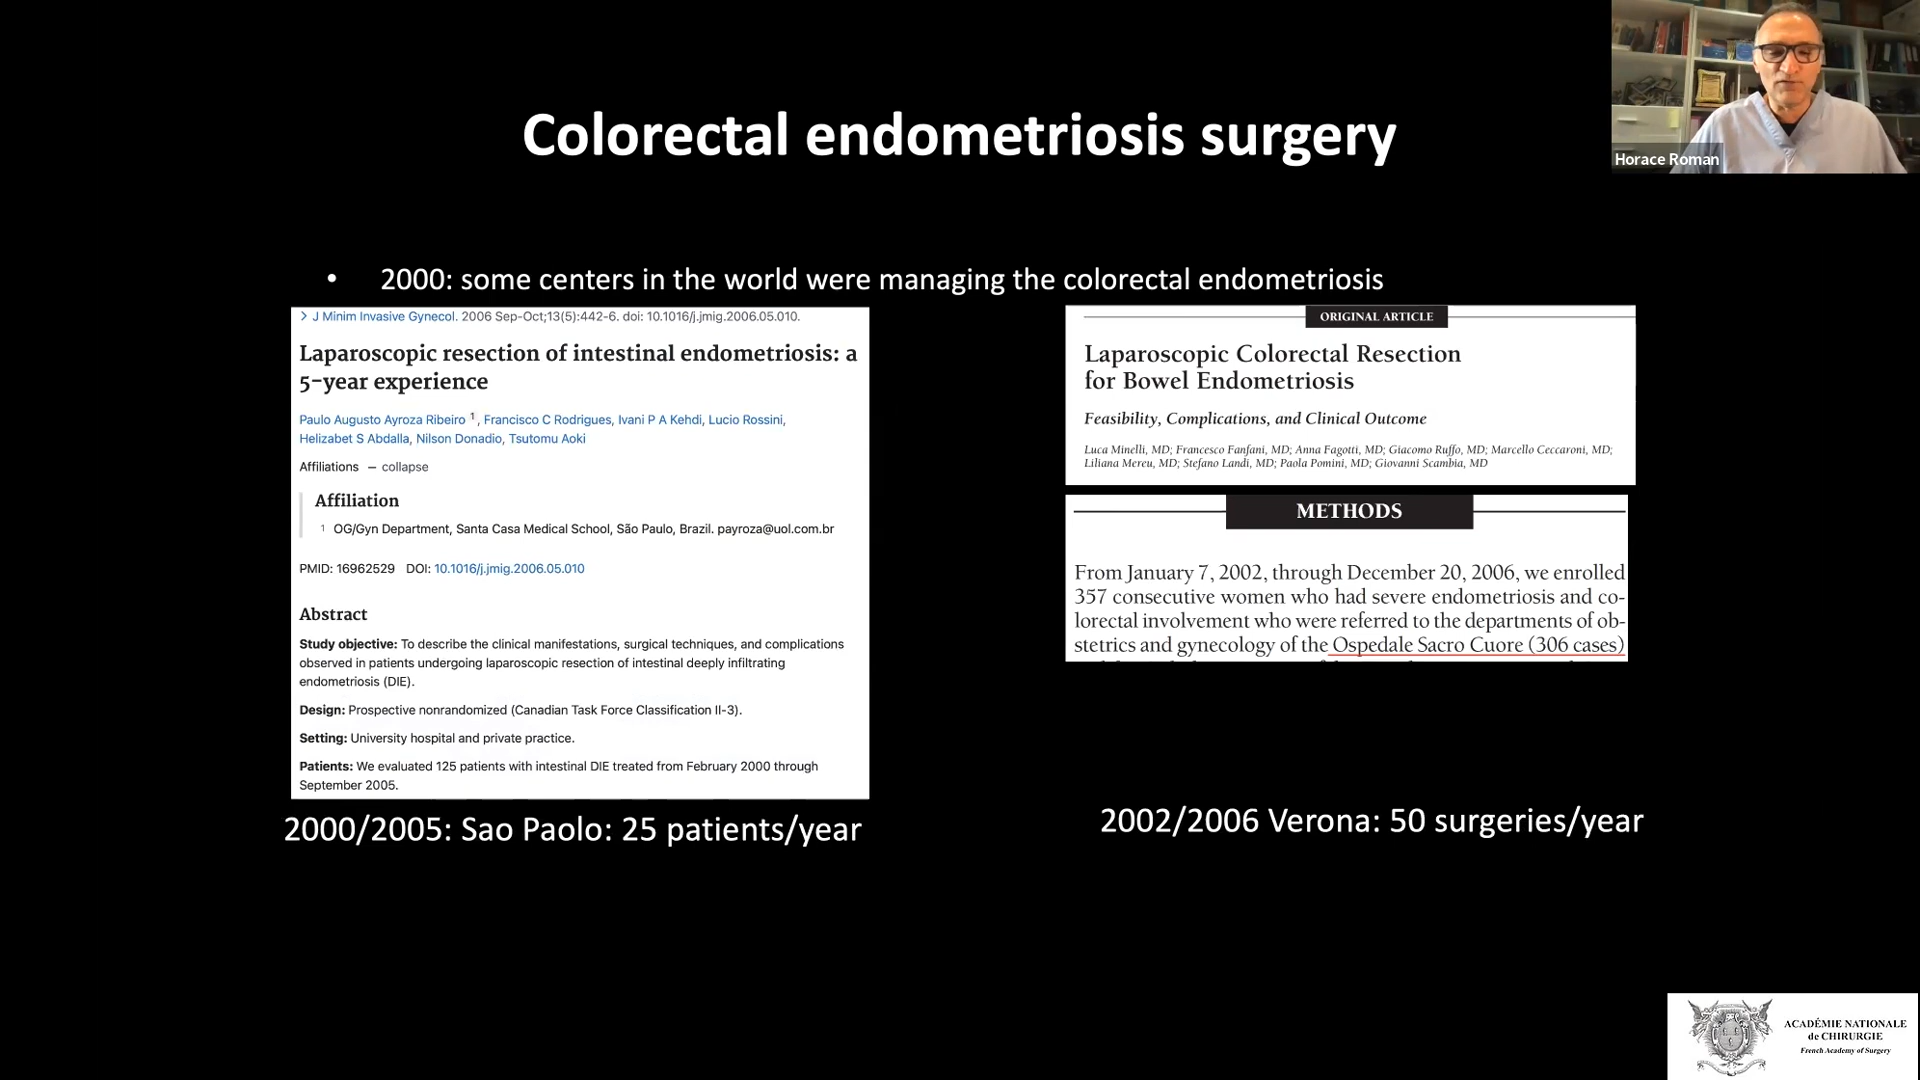 Horace Roman
Colorectal endometriosis surgery
• 2000: some centers in the world were managing the colorectal endometriosis
> J Minim Invasive Gynecol. 2006 Sep-Oct;13(5):442-6. doi: 10.1016/j.jmig.2006.05.010.
Laparoscopic resection of intestinal endometriosis: a
5-year experience
Paulo Augusto Ayroza Ribeiro 1, Francisco C Rodrigues, Ivani P A Kehdi, Lucio Rossini,
Helizabet S Abdalla, Nilson Donadio, Tsutomu Aoki
Affiliations – collapse
Affiliation
1 OG/Gyn Department, Santa Casa Medical School, São Paulo, Brazil. payroza@uol.com.br
PMID: 16962529 DOI: 10.1016/j.jmig.2006.05.010
Abstract
Study objective: To describe the clinical manifestations, surgical techniques, and complications
observed in patients undergoing laparoscopic resection of intestinal deeply infiltrating
endometriosis (DIE).
Design: Prospective nonrandomized (Canadian Task Force Classification II-3).
Setting: University hospital and private practice.
Patients: We evaluated 125 patients with intestinal DIE treated from February 2000 through
September 2005.
2000/2005: Sao Paolo: 25 patients/year
ORIGINAL ARTICLE
Laparoscopic Colorectal Resection
for Bowel Endometriosis
Feasibility, Complications, and Clinical Outcome
Luca Minelli, MD; Francesco Fanfani, MD; Anna Fagotti, MD; Giacomo Ruffo, MD; Marcello Ceccaroni, MD;
Liliana Mereu, MD; Stefano Landi, MD; Paola Pomini, MD; Giovanni Scambia, MD
METHODS
From January 7, 2002, through December 20, 2006, we enrolled
357 consecutive women who had severe endometriosis and co-
lorectal involvement who were referred to the departments of ob-
stetrics and gynecology of the Ospedale Sacro Cuore (306 cases)
2002/2006 Verona: 50 surgeries/year
ACADÉMIE NATIONALE
de CHIRURGIE
French Academy of Surgery